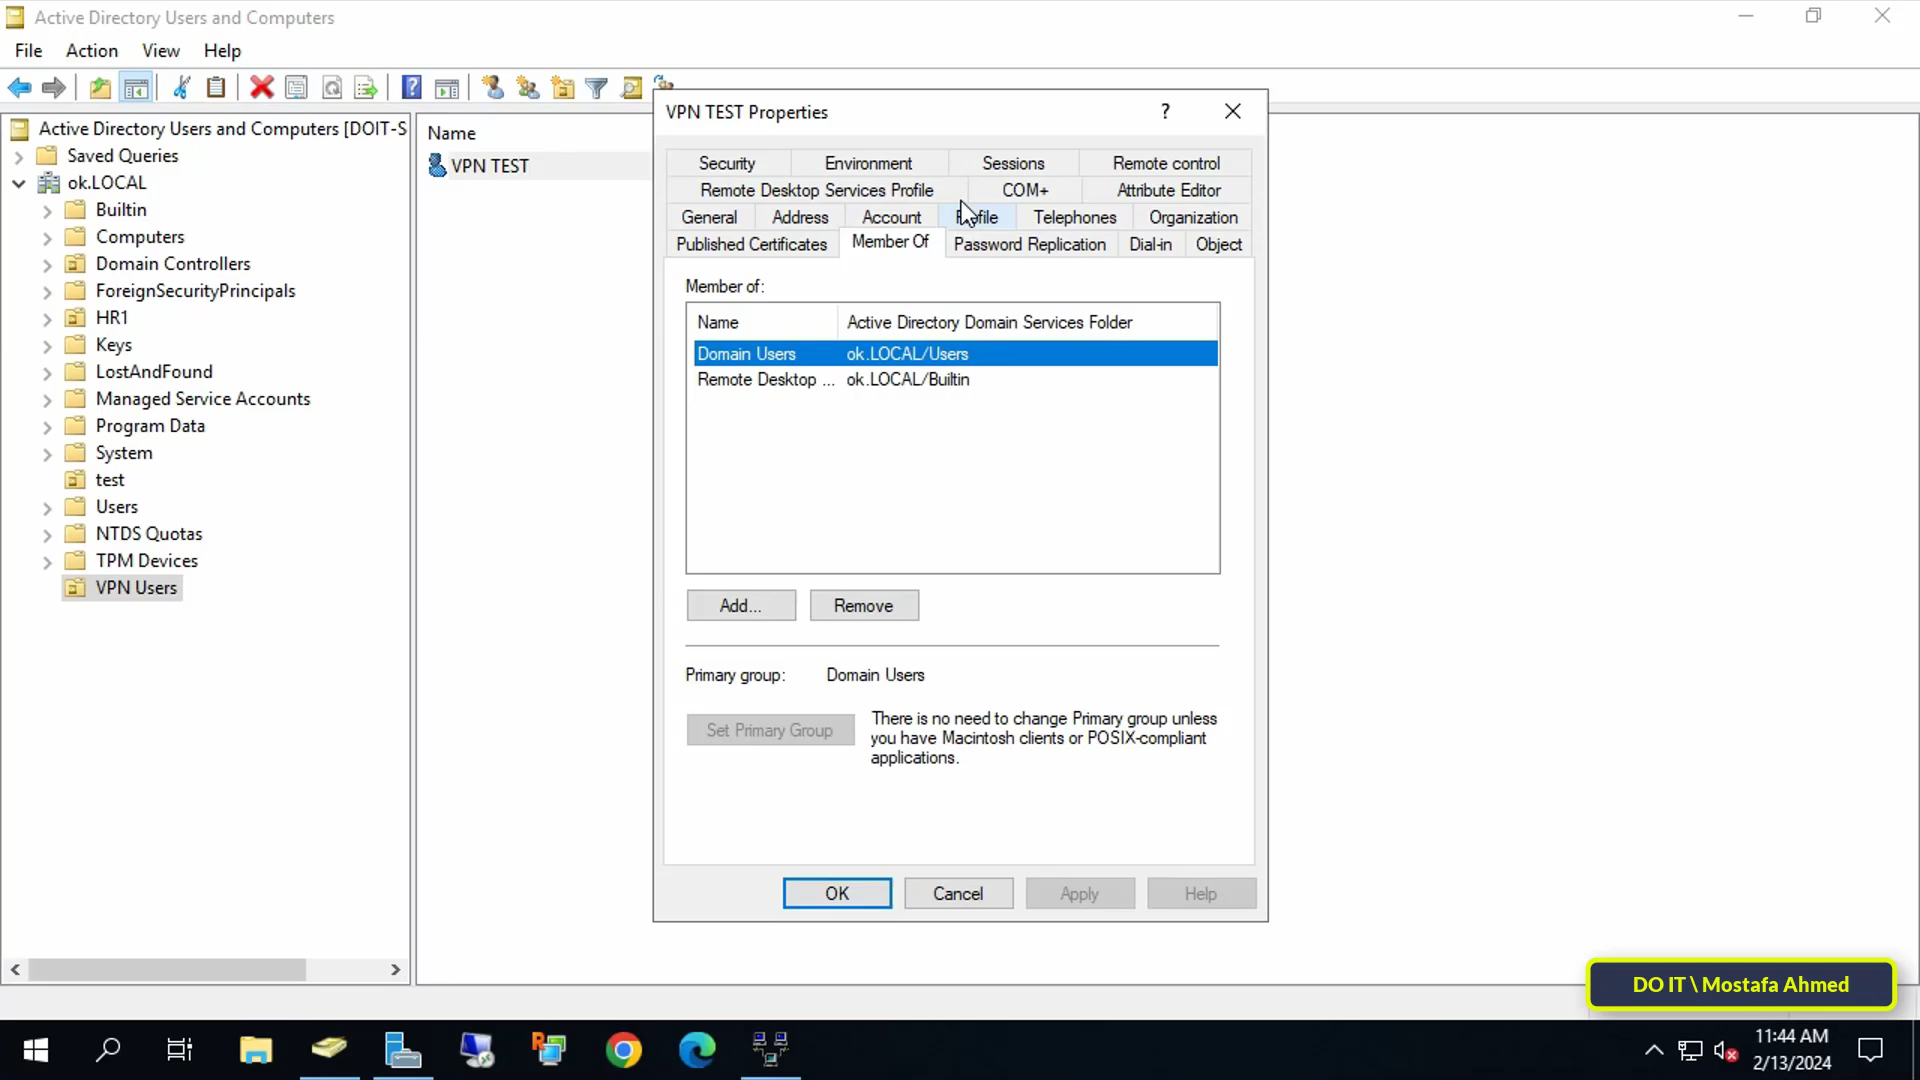 Active Directory Users and Computers
File Action View Help
Active Directory Users and Computers [DOIT-S
Saved Queries
ok.LOCAL
Builtin
Computers
Domain Controllers
ForeignSecurityPrincipals
HR1
Keys
LostAndFound
Managed Service Accounts
Program Data
System
test
Users
NTDS Quotas
TPM Devices
VPN Users
Name
VPN TEST
VPN TEST Properties
Security Environment Sessions Remote control
Remote Desktop Services Profile COM+ Attribute Editor
General Address Account Profile Telephones Organization
Published Certificates Member Of Password Replication Dial-in Object
Member of:
Name Active Directory Domain Services Folder
Domain Users ok.LOCAL/Users
Remote Desktop ... ok.LOCAL/Builtin
Add... Remove
Primary group: Domain Users
Set Primary Group
There is no need to change Primary group unless
you have Macintosh clients or POSIX-compliant
applications.
OK Cancel Apply Help
DO IT \ Mostafa Ahmed
11:44 AM
2/13/2024